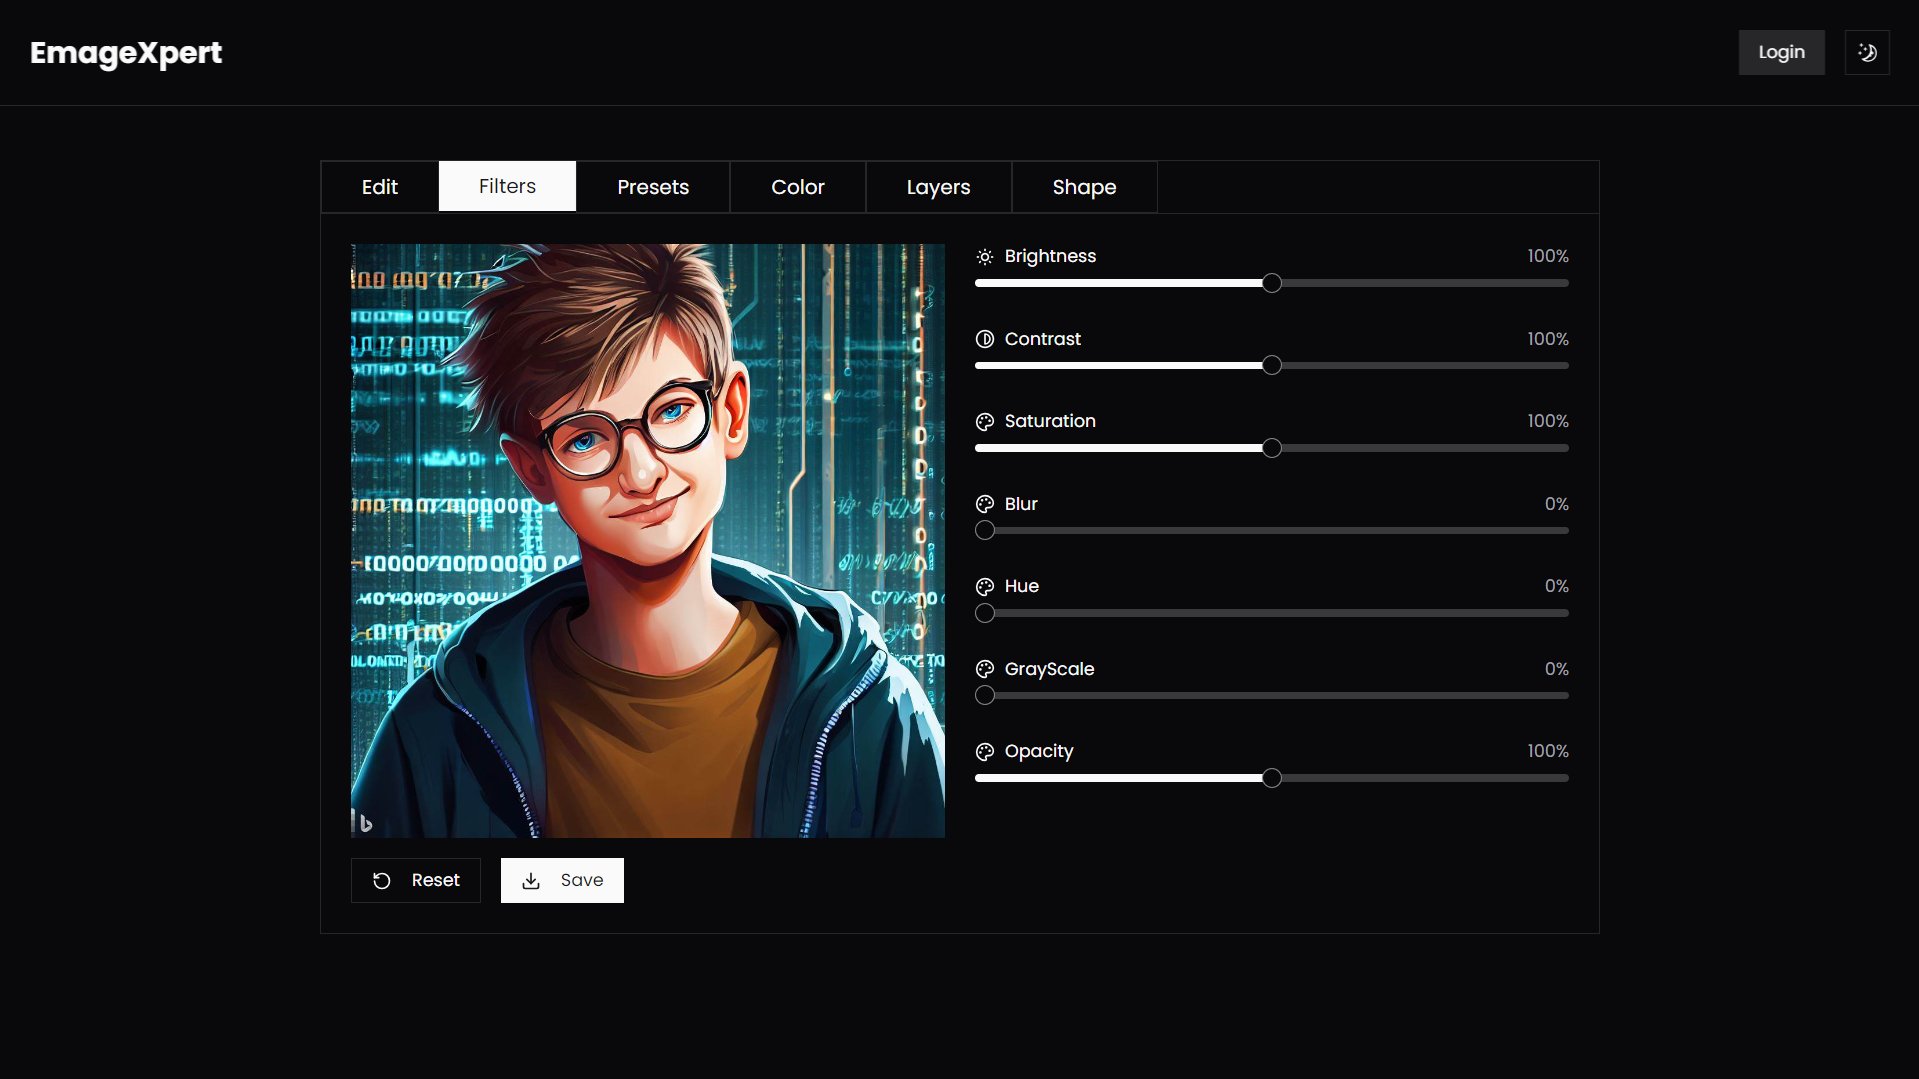 EmageXpert
Login
Edit
Filters
Presets
Color
Layers
Shape
Brightness
100%
Contrast
100%
Saturation
100%
Blur
0%
Hue
0%
GrayScale
0%
Opacity
100%
Reset
Save